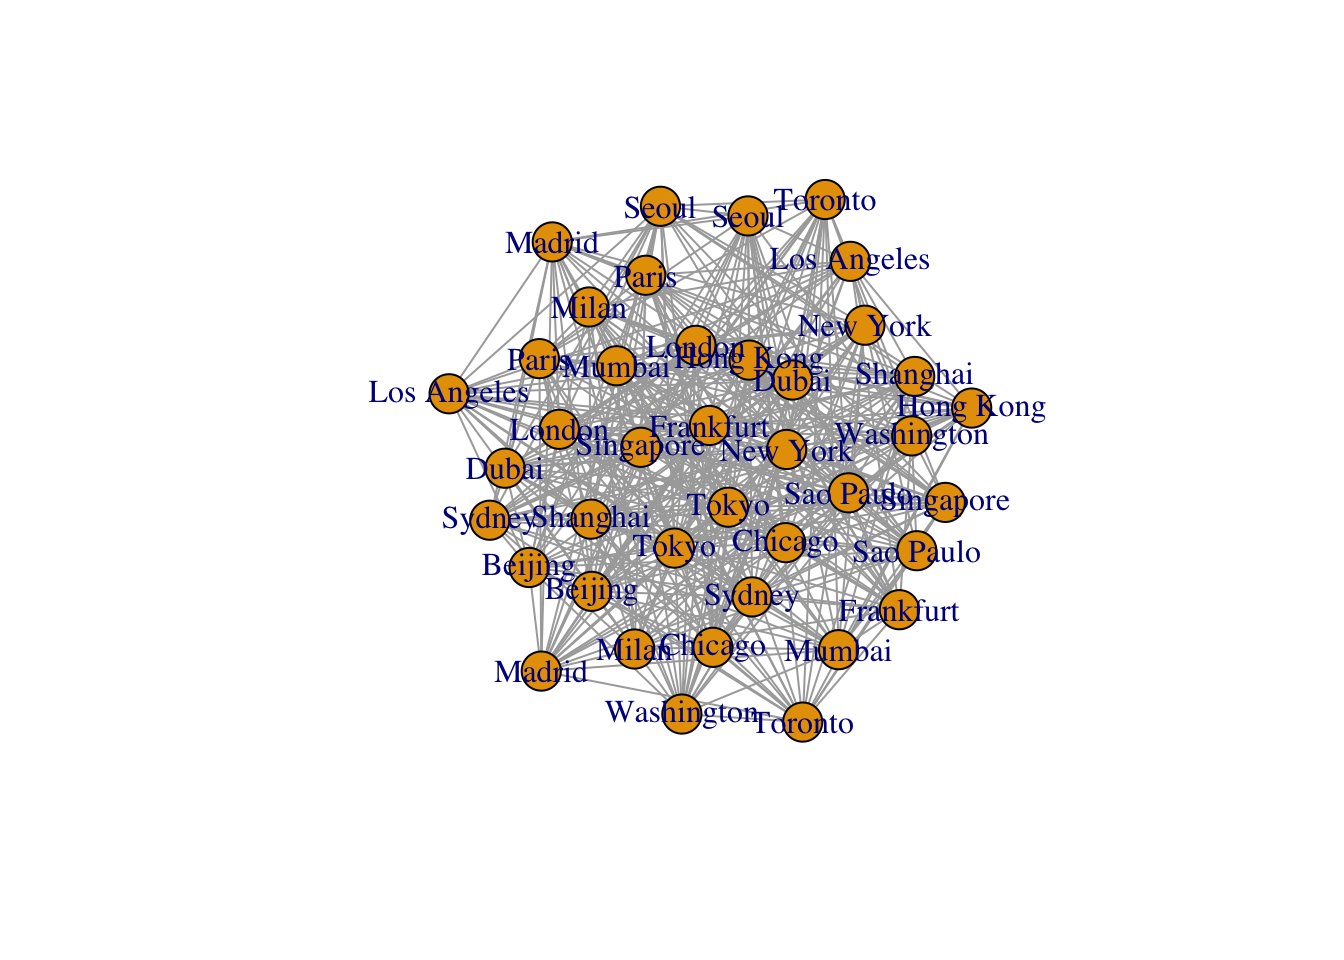 Toronto
Seoul
Seoul
Madrid
Los Angeles
Paris
Milan
New York
London
Hong Kong
Paris
Mumbai
Dubai
Shanghai
Los Angeles
Hong Kong
London
Frankfurt
Washington
Singapore
New York
Dubai
Sao Paulo
Singapore
Tokyo
Sydney
Shanghai
Tokyo
Chicago
Sao Paulo
Beijing
Beijing
Sydney
Frankfurt
Milan
Chicago
Mumbai
Madrid
Washington
Toronto